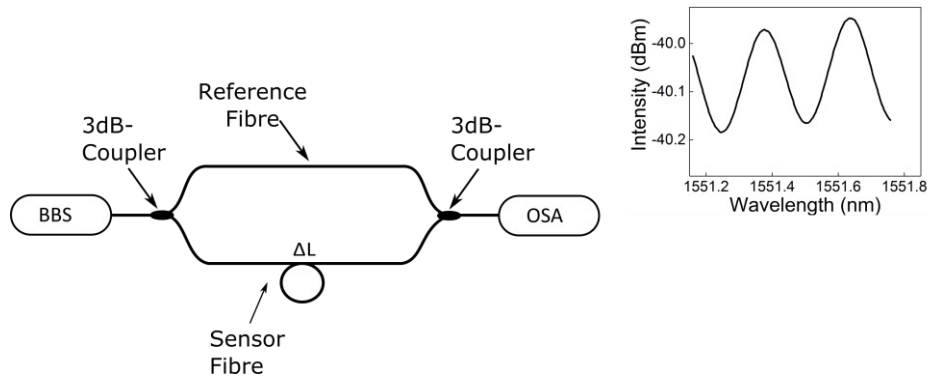 Reference
Fibre
3dB-
Coupler
3dB-
Coupler
BBS
OSA
ΔL
Sensor
Fibre
Intensity (dBm)
-40.0
-40.1
-40.2
1551.2 1551.4 1551.6 1551.8
Wavelength (nm)